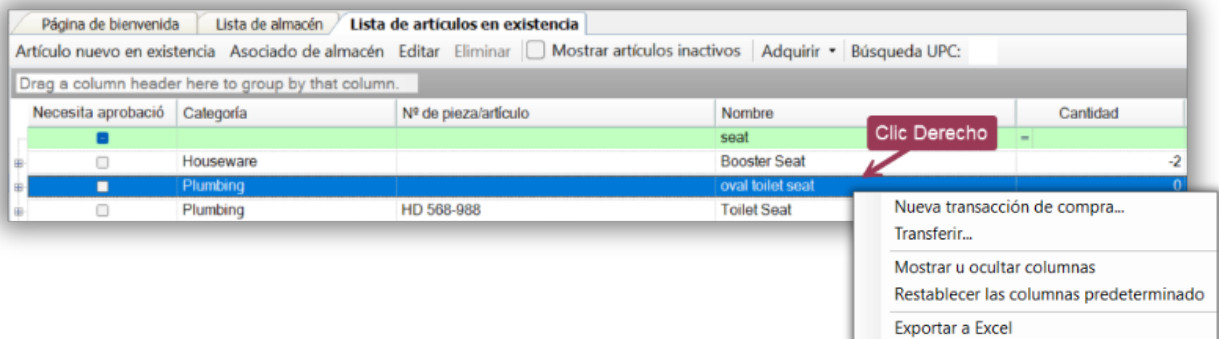 Página de bienvenida Lista de almacén Lista de artículos en existencia
Artículo nuevo en existencia Asociado de almacén Editar Eliminar Mostrar artículos inactivos Adquirir Búsqueda UPC:
Drag a column header here to group by that column.
Necesita aprobació Categoría Nº de pieza/artículo Nombre Cantidad
seat =
Clic Derecho
Houseware Booster Seat -2
Plumbing oval toilet seat 0
Plumbing HD 568-988 Toilet Seat
Nueva transacción de compra...
Transferir...
Mostrar u ocultar columnas
Restablecer las columnas predeterminado
Exportar a Excel